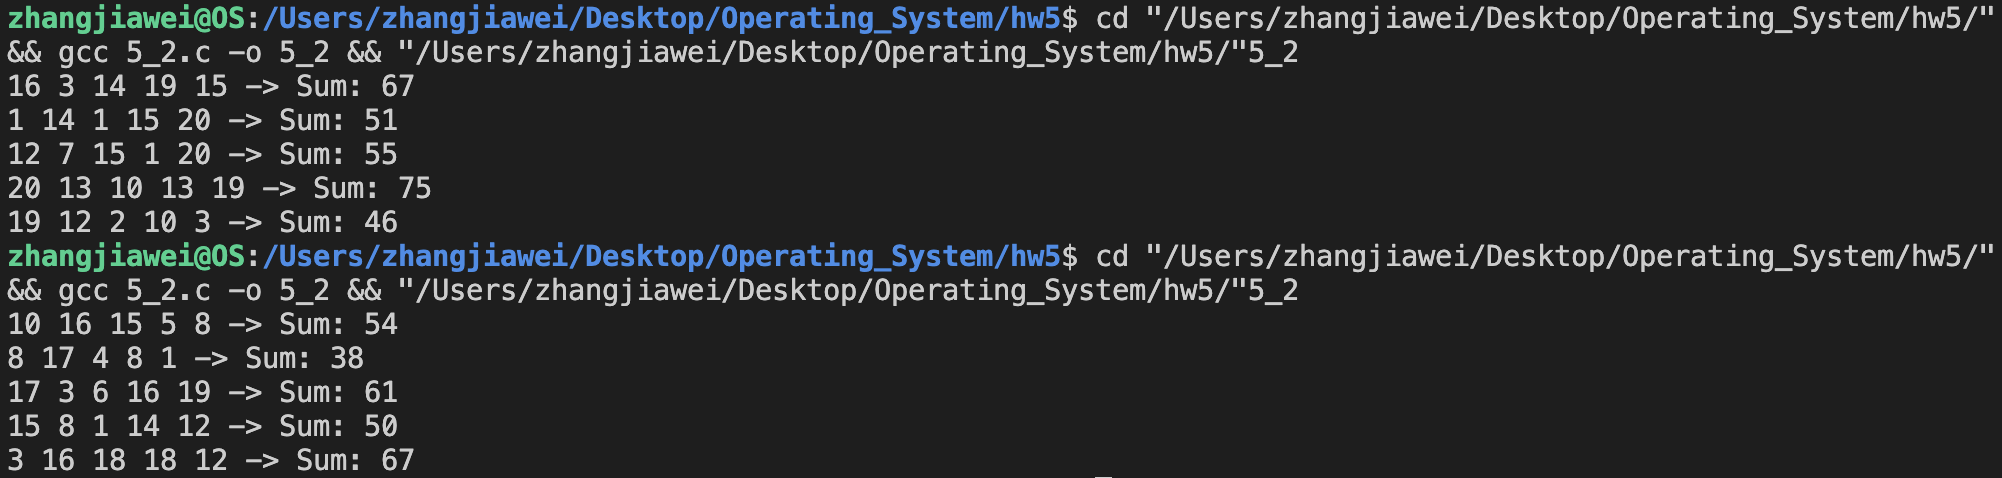 zhangjiawei@OS:/Users/zhangjiawei/Desktop/Operating_System/hw5$ cd "/Users/zhangjiawei/Desktop/Operating_System/hw5/"
&& gcc 5_2.c -o 5_2 && "/Users/zhangjiawei/Desktop/Operating_System/hw5/"5_2
16 3 14 19 15 -> Sum: 67
1 14 1 15 20 -> Sum: 51
12 7 15 1 20 -> Sum: 55
20 13 10 13 19 -> Sum: 75
19 12 2 10 3 -> Sum: 46
zhangjiawei@OS:/Users/zhangjiawei/Desktop/Operating_System/hw5$ cd "/Users/zhangjiawei/Desktop/Operating_System/hw5/"
&& gcc 5_2.c -o 5_2 && "/Users/zhangjiawei/Desktop/Operating_System/hw5/"5_2
10 16 15 5 8 -> Sum: 54
8 17 4 8 1 -> Sum: 38
17 3 6 16 19 -> Sum: 61
15 8 1 14 12 -> Sum: 50
3 16 18 18 12 -> Sum: 67